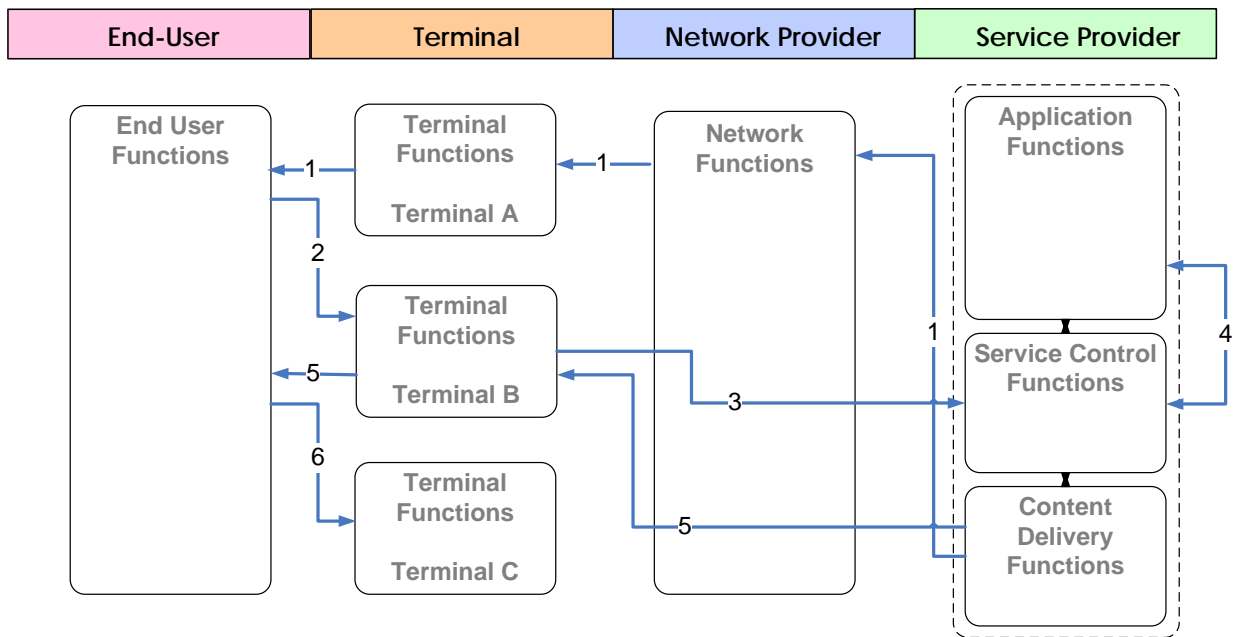 End-User
Terminal
Network Provider
Service Provider
End User
Functions
Terminal
Functions
Terminal A
Network
Functions
Application
Functions
1
1
2
Terminal
Functions
Terminal B
1
4
Service Control
Functions
5
3
6
Terminal
Functions
Terminal C
5
Content
Delivery
Functions